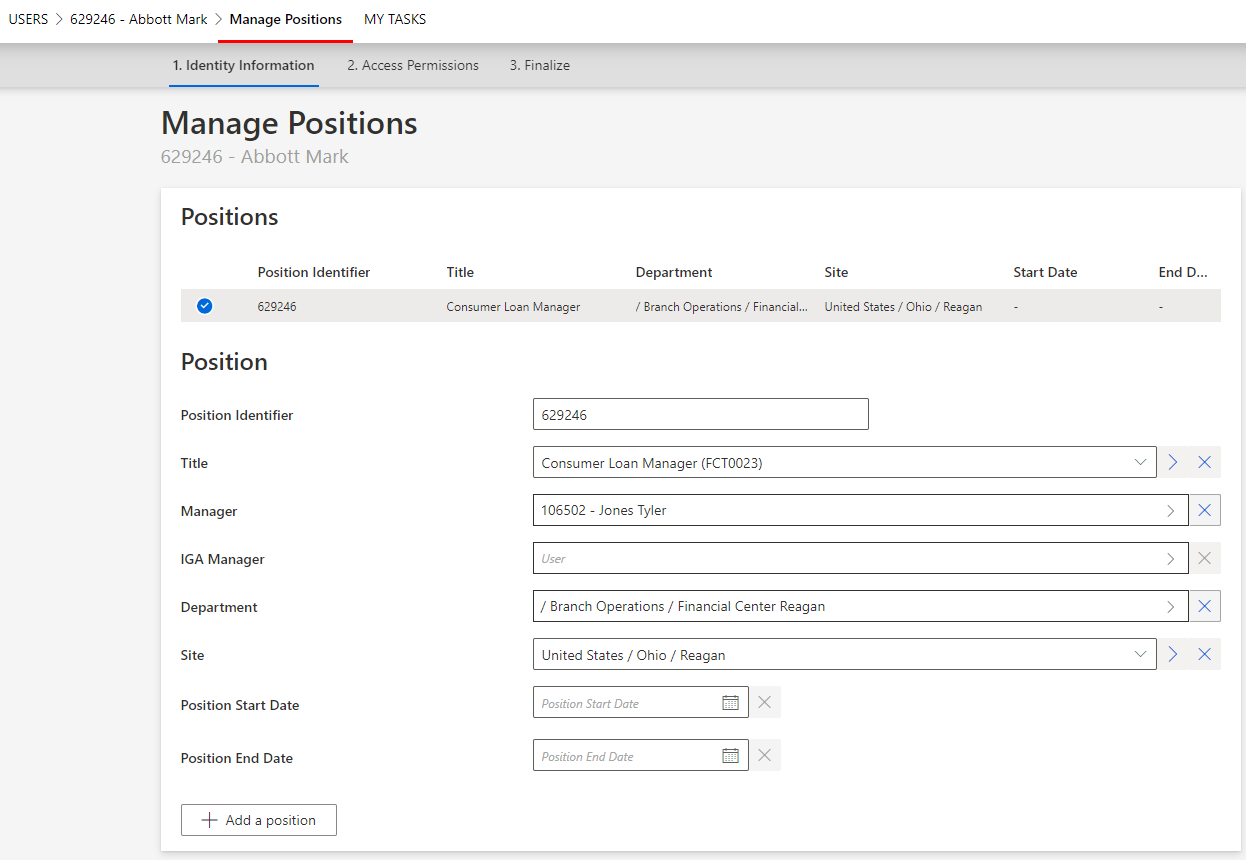 USERS > 629246 - Abbott Mark > Manage Positions MY TASKS
1. Identity Information 2. Access Permissions 3. Finalize
Manage Positions
629246 - Abbott Mark
Positions
Position Identifier Title Department Site Start Date End D...
629246 Consumer Loan Manager / Branch Operations / Financial... United States / Ohio / Reagan - -
Position
Position Identifier 629246
Title Consumer Loan Manager (FCT0023)
Manager 106502 - Jones Tyler
IGA Manager User
Department / Branch Operations / Financial Center Reagan
Site United States / Ohio / Reagan
Position Start Date Position Start Date
Position End Date Position End Date
Add a position